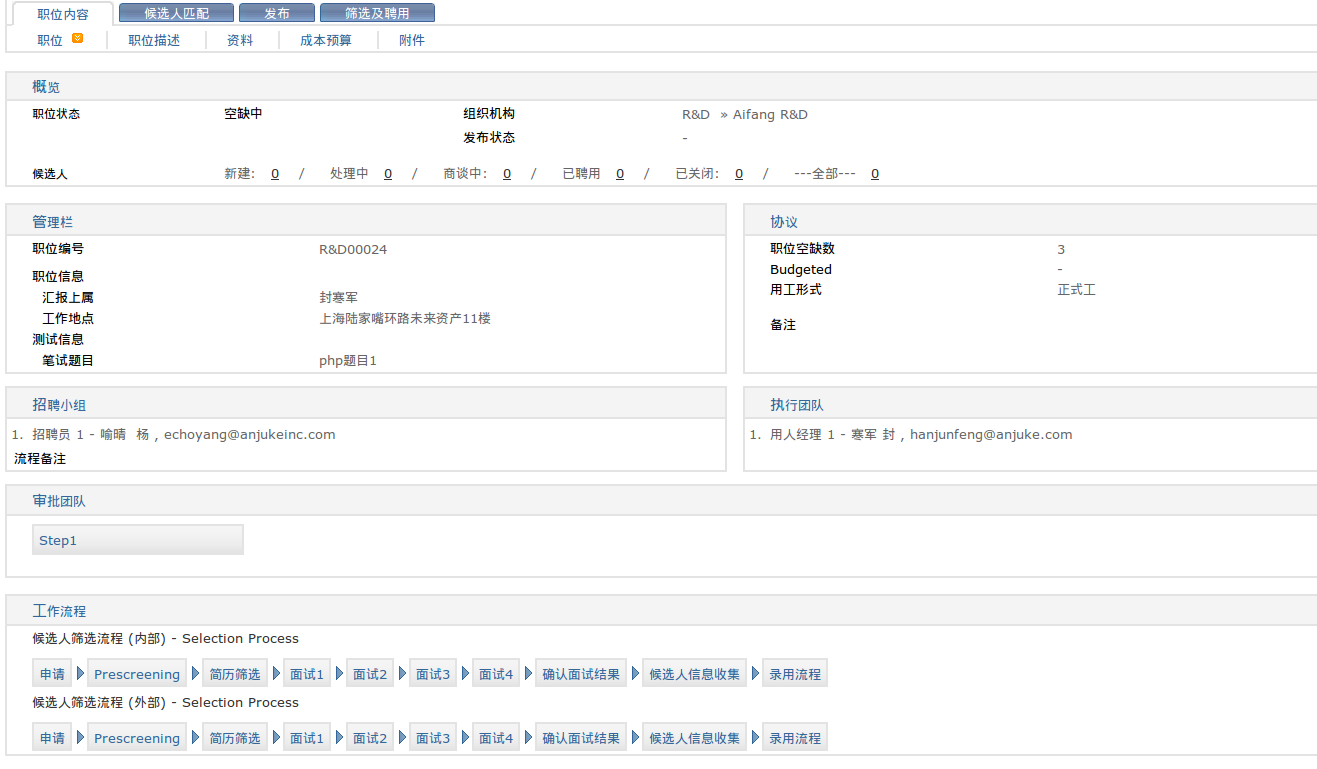 职位内容 候选人匹配 发布 筛选及聘用
职位 职位描述 资料 成本预算 附件
概览
职位状态 空缺中 组织机构 R&D » Aifang R&D
发布状态 -
候选人 新建: 0 / 处理中 0 / 商谈中: 0 / 已聘用 0 / 已关闭: 0 / ---全部--- 0
管理栏
职位编号 R&D00024
职位信息
汇报上属 封寒军
工作地点 上海陆家嘴环路未来资产11楼
测试信息
笔试题目 php题目1
协议
职位空缺数 3
Budgeted -
用工形式 正式工
备注
招聘小组
1. 招聘员 1 - 喻晴 杨 , echoyang@anjukeinc.com
流程备注
执行团队
1. 用人经理 1 - 寒军 封 , hanjunfeng@anjuke.com
审批团队
Step1
工作流程
候选人筛选流程 (内部) - Selection Process
申请 Prescreening 简历筛选 面试1 面试2 面试3 面试4 确认面试结果 候选人信息收集 录用流程
候选人筛选流程 (外部) - Selection Process
申请 Prescreening 简历筛选 面试1 面试2 面试3 面试4 确认面试结果 候选人信息收集 录用流程